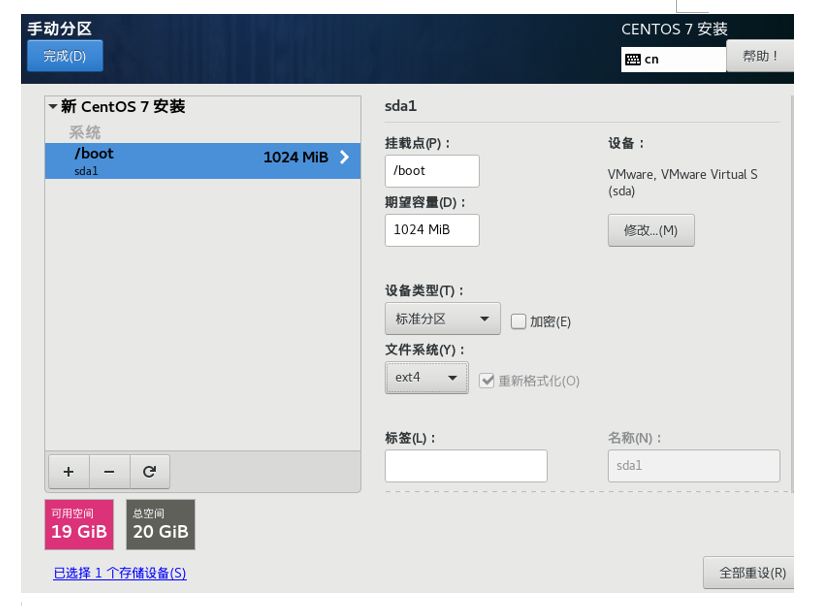 手动分区
CENTOS 7 安装
完成(D)
cn
帮助！
新 CentOS 7 安装
系统
/boot
1024 MiB
sda1
sda1
挂载点(P)：
/boot
设备：
VMware, VMware Virtual S
(sda)
期望容量(D)：
1024 MiB
修改...(M)
设备类型(T)：
标准分区
加密(E)
文件系统(Y)：
ext4
重新格式化(O)
标签(L)：
名称(N)：
sda1
可用空间
19 GiB
总空间
20 GiB
已选择 1 个存储设备(S)
全部重设(R)